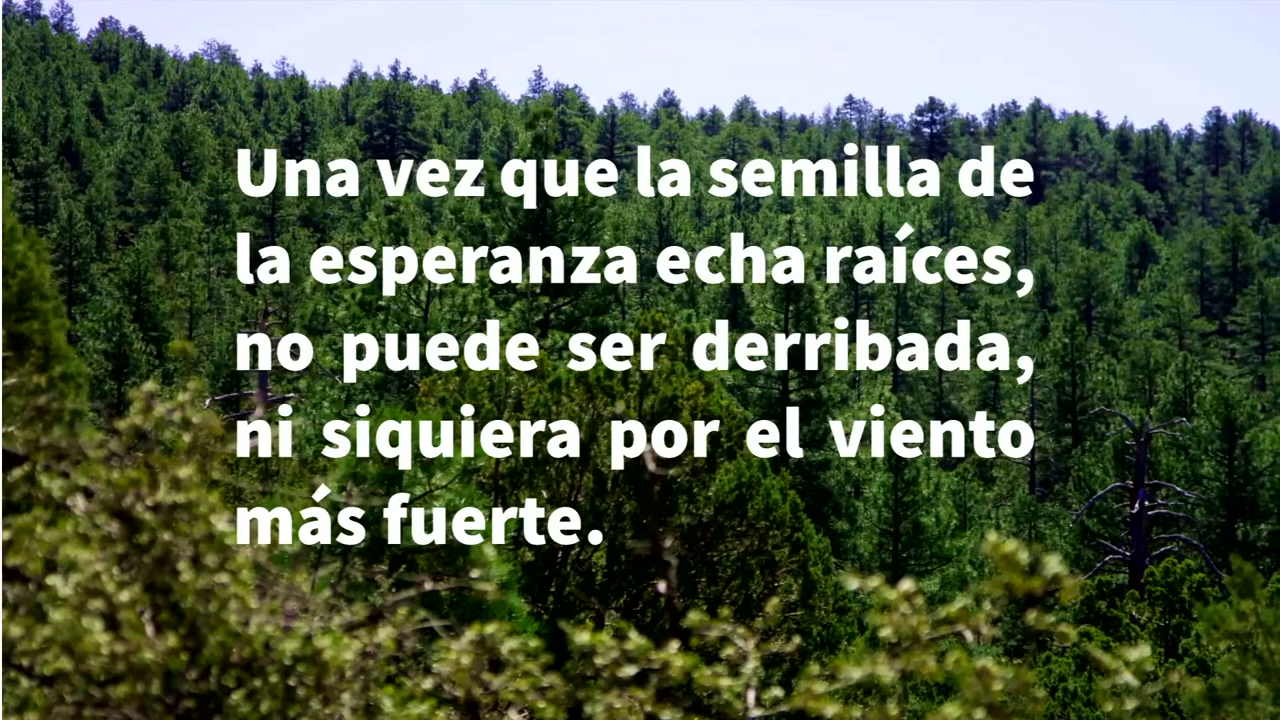 Una vez que la semilla de
la esperanza echa raíces,
no puede ser derribada,
ni siquiera por el viento
más fuerte.